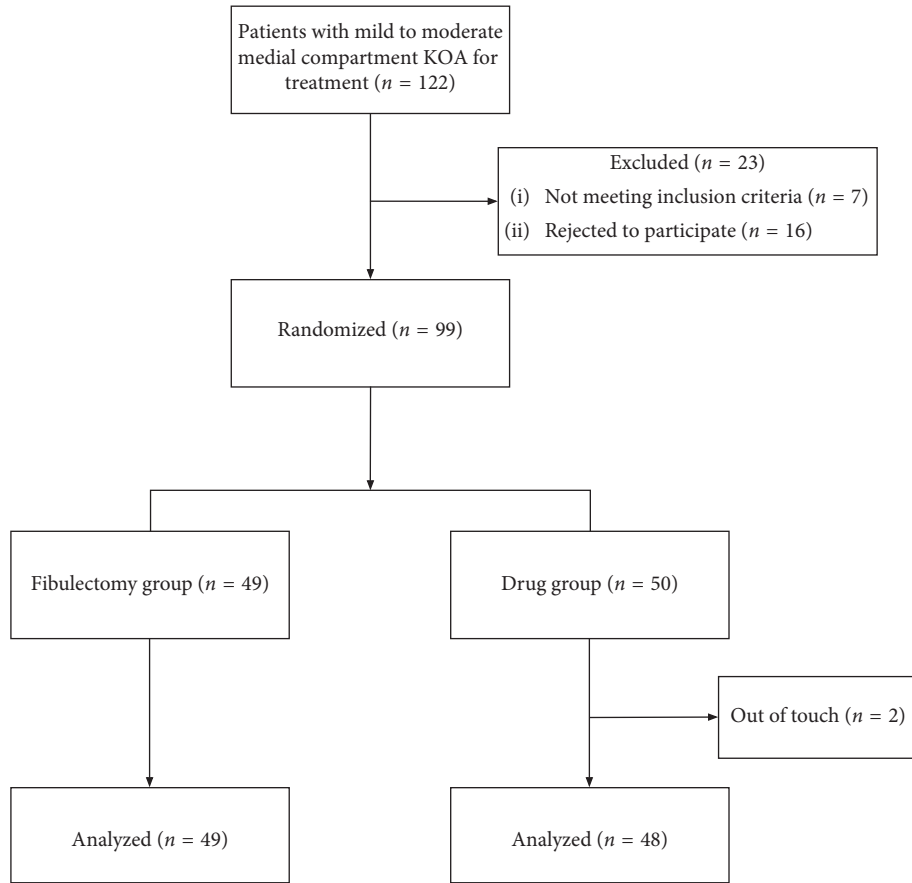 Patients with mild to moderate
medial compartment KOA for
treatment (n = 122)
Excluded (n = 23)
(i) Not meeting inclusion criteria (n = 7)
(ii) Rejected to participate (n = 16)
Randomized (n = 99)
Fibulectomy group (n = 49)
Drug group (n = 50)
Out of touch (n = 2)
Analyzed (n = 49)
Analyzed (n = 48)